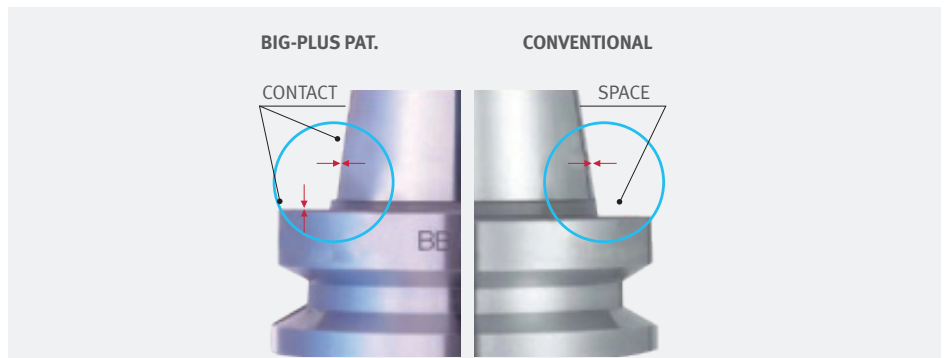 BIG-PLUS PAT.
CONVENTIONAL
CONTACT
SPACE
BB